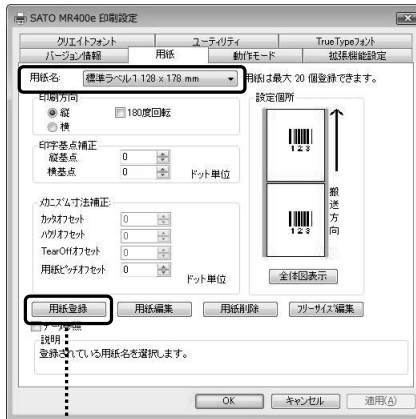 SATO MR400e 印刷設定
クリエイトフォント ユーティリティ TrueTypeフォント
バージョン情報 用紙 動作モード 拡張機能設定
用紙名: 標準ラベル1 128 x 178 mm 用紙は最大 20 個登録できます。
印刷方向
縦 180度回転
横
設定個所
123
123
搬送方向
印字基点補正
縦基点 0
横基点 0 ドット単位
メカニズム寸法補正:
カッタオフセット 0
ハクリオフセット 0
TearOffオフセット 0
用紙ピッチオフセット 0 ドット単位
全体図表示
用紙登録 用紙編集 用紙削除 フリーサイズ編集
説明
登録されている用紙名を選択します。
OK キャンセル 適用(A)